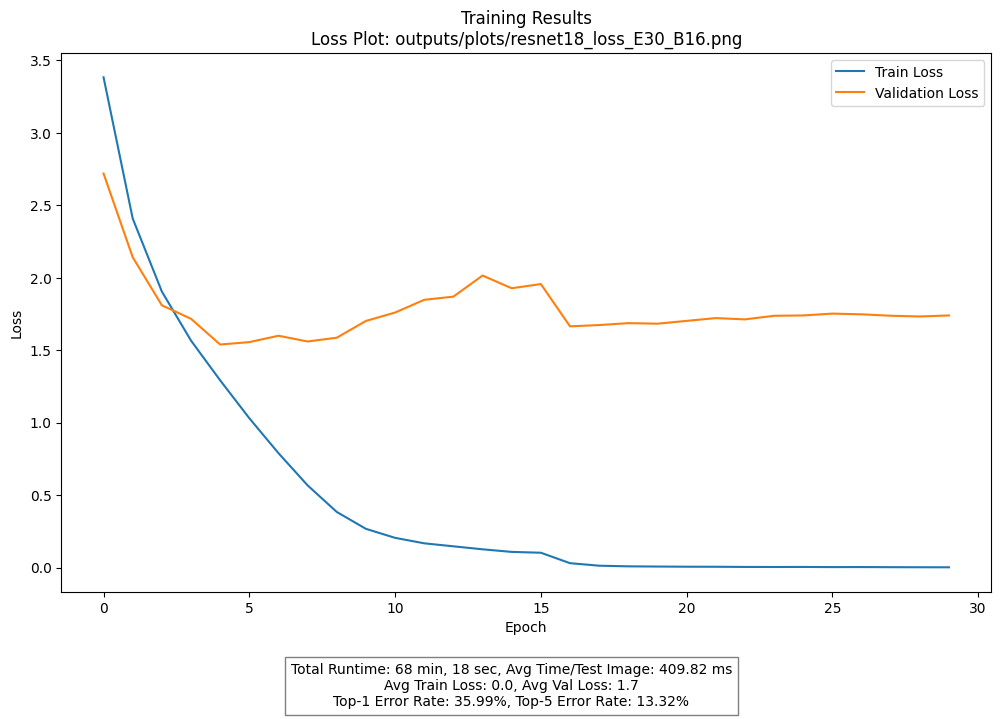 Training Results
Loss Plot: outputs/plots/resnet18_loss_E30_B16.png
Train Loss
Validation Loss
3.5
3.0
2.5
2.0
1.5
1.0
0.5
0.0
Loss
0
5
10
15
20
25
30
Epoch
Total Runtime: 68 min, 18 sec, Avg Time/Test Image: 409.82 ms
Avg Train Loss: 0.0, Avg Val Loss: 1.7
Top-1 Error Rate: 35.99%, Top-5 Error Rate: 13.32%